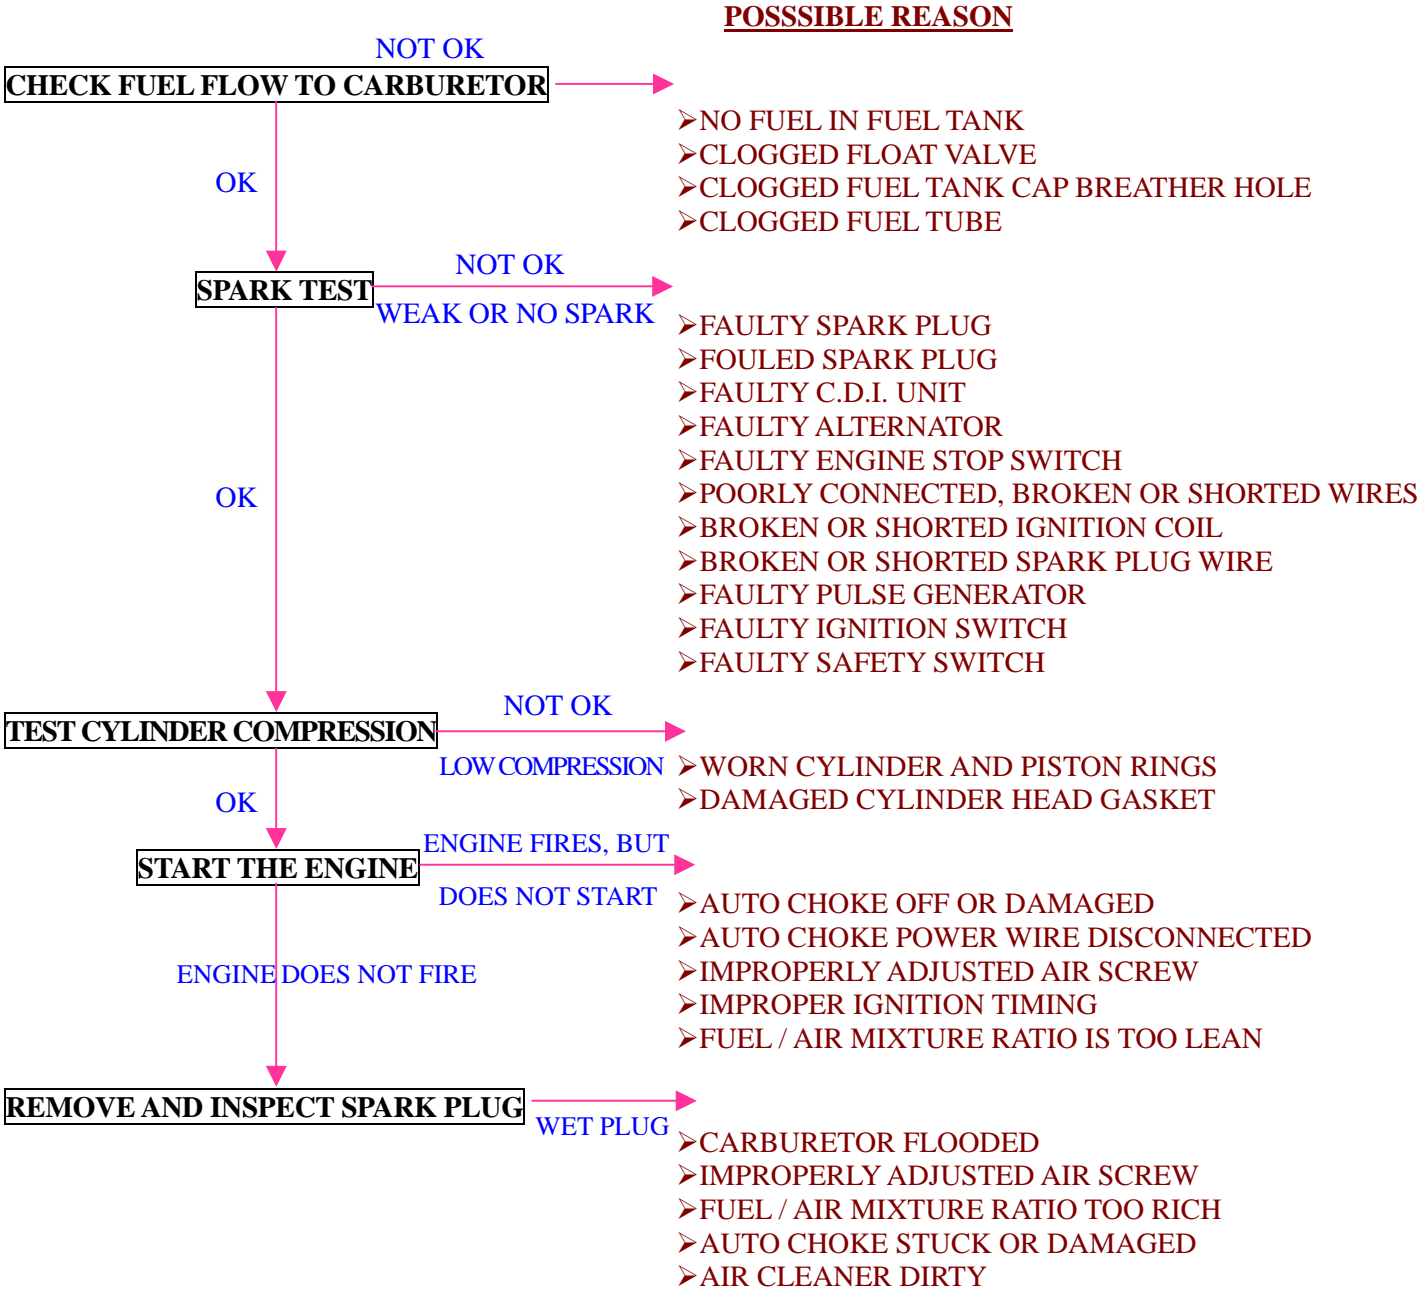 POSSSIBLE REASON
NOT OK
CHECK FUEL FLOW TO CARBURETOR
➢NO FUEL IN FUEL TANK
➢CLOGGED FLOAT VALVE
OK
➢CLOGGED FUEL TANK CAP BREATHER HOLE
➢CLOGGED FUEL TUBE
NOT OK
SPARK TEST
WEAK OR NO SPARK
➢FAULTY SPARK PLUG
➢FOULED SPARK PLUG
➢FAULTY C.D.I. UNIT
➢FAULTY ALTERNATOR
➢FAULTY ENGINE STOP SWITCH
OK
➢POORLY CONNECTED, BROKEN OR SHORTED WIRES
➢BROKEN OR SHORTED IGNITION COIL
➢BROKEN OR SHORTED SPARK PLUG WIRE
➢FAULTY PULSE GENERATOR
➢FAULTY IGNITION SWITCH
➢FAULTY SAFETY SWITCH
NOT OK
TEST CYLINDER COMPRESSION
LOW COMPRESSION
➢WORN CYLINDER AND PISTON RINGS
➢DAMAGED CYLINDER HEAD GASKET
OK
ENGINE FIRES, BUT
START THE ENGINE
DOES NOT START
➢AUTO CHOKE OFF OR DAMAGED
➢AUTO CHOKE POWER WIRE DISCONNECTED
➢IMPROPERLY ADJUSTED AIR SCREW
ENGINE DOES NOT FIRE
➢IMPROPER IGNITION TIMING
➢FUEL / AIR MIXTURE RATIO IS TOO LEAN
REMOVE AND INSPECT SPARK PLUG
WET PLUG
➢CARBURETOR FLOODED
➢IMPROPERLY ADJUSTED AIR SCREW
➢FUEL / AIR MIXTURE RATIO TOO RICH
➢AUTO CHOKE STUCK OR DAMAGED
➢AIR CLEANER DIRTY